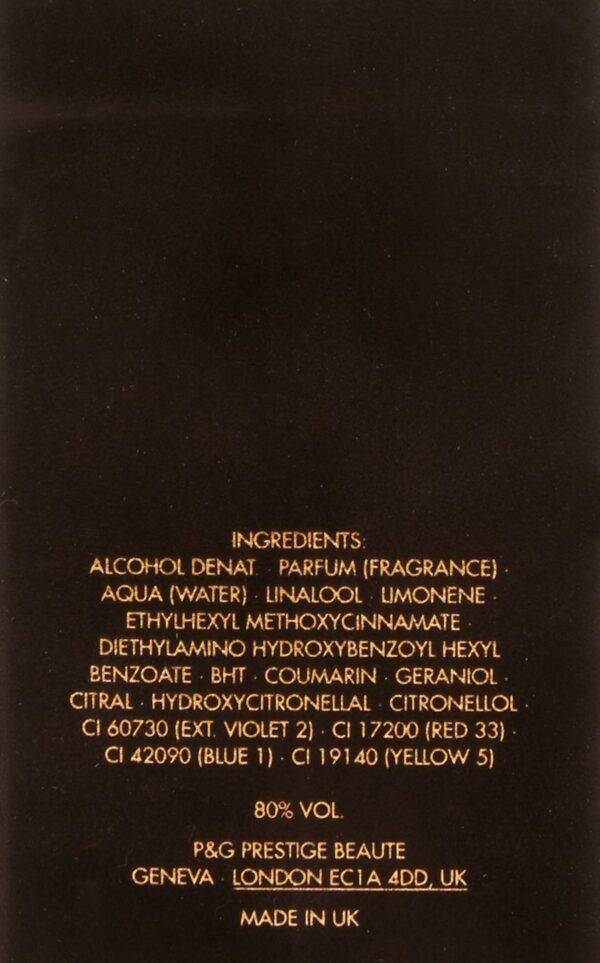 INGREDIENTS:
ALCOHOL DENAT · PARFUM (FRAGRANCE) ·
AQUA (WATER) · LINALOOL · LIMONENE ·
ETHYLHEXYL METHOXYCINNAMATE ·
DIETHYLAMINO HYDROXYBENZOYL HEXYL
BENZOATE · BHT · COUMARIN · GERANIOL ·
CITRAL · HYDROXYCITRONELLAL · CITRONELLOL ·
CI 60730 (EXT. VIOLET 2) · CI 17200 (RED 33) ·
CI 42090 (BLUE 1) · CI 19140 (YELLOW 5)
80% VOL.
P&G PRESTIGE BEAUTE
GENEVA · LONDON EC1A 4DD, UK
MADE IN UK